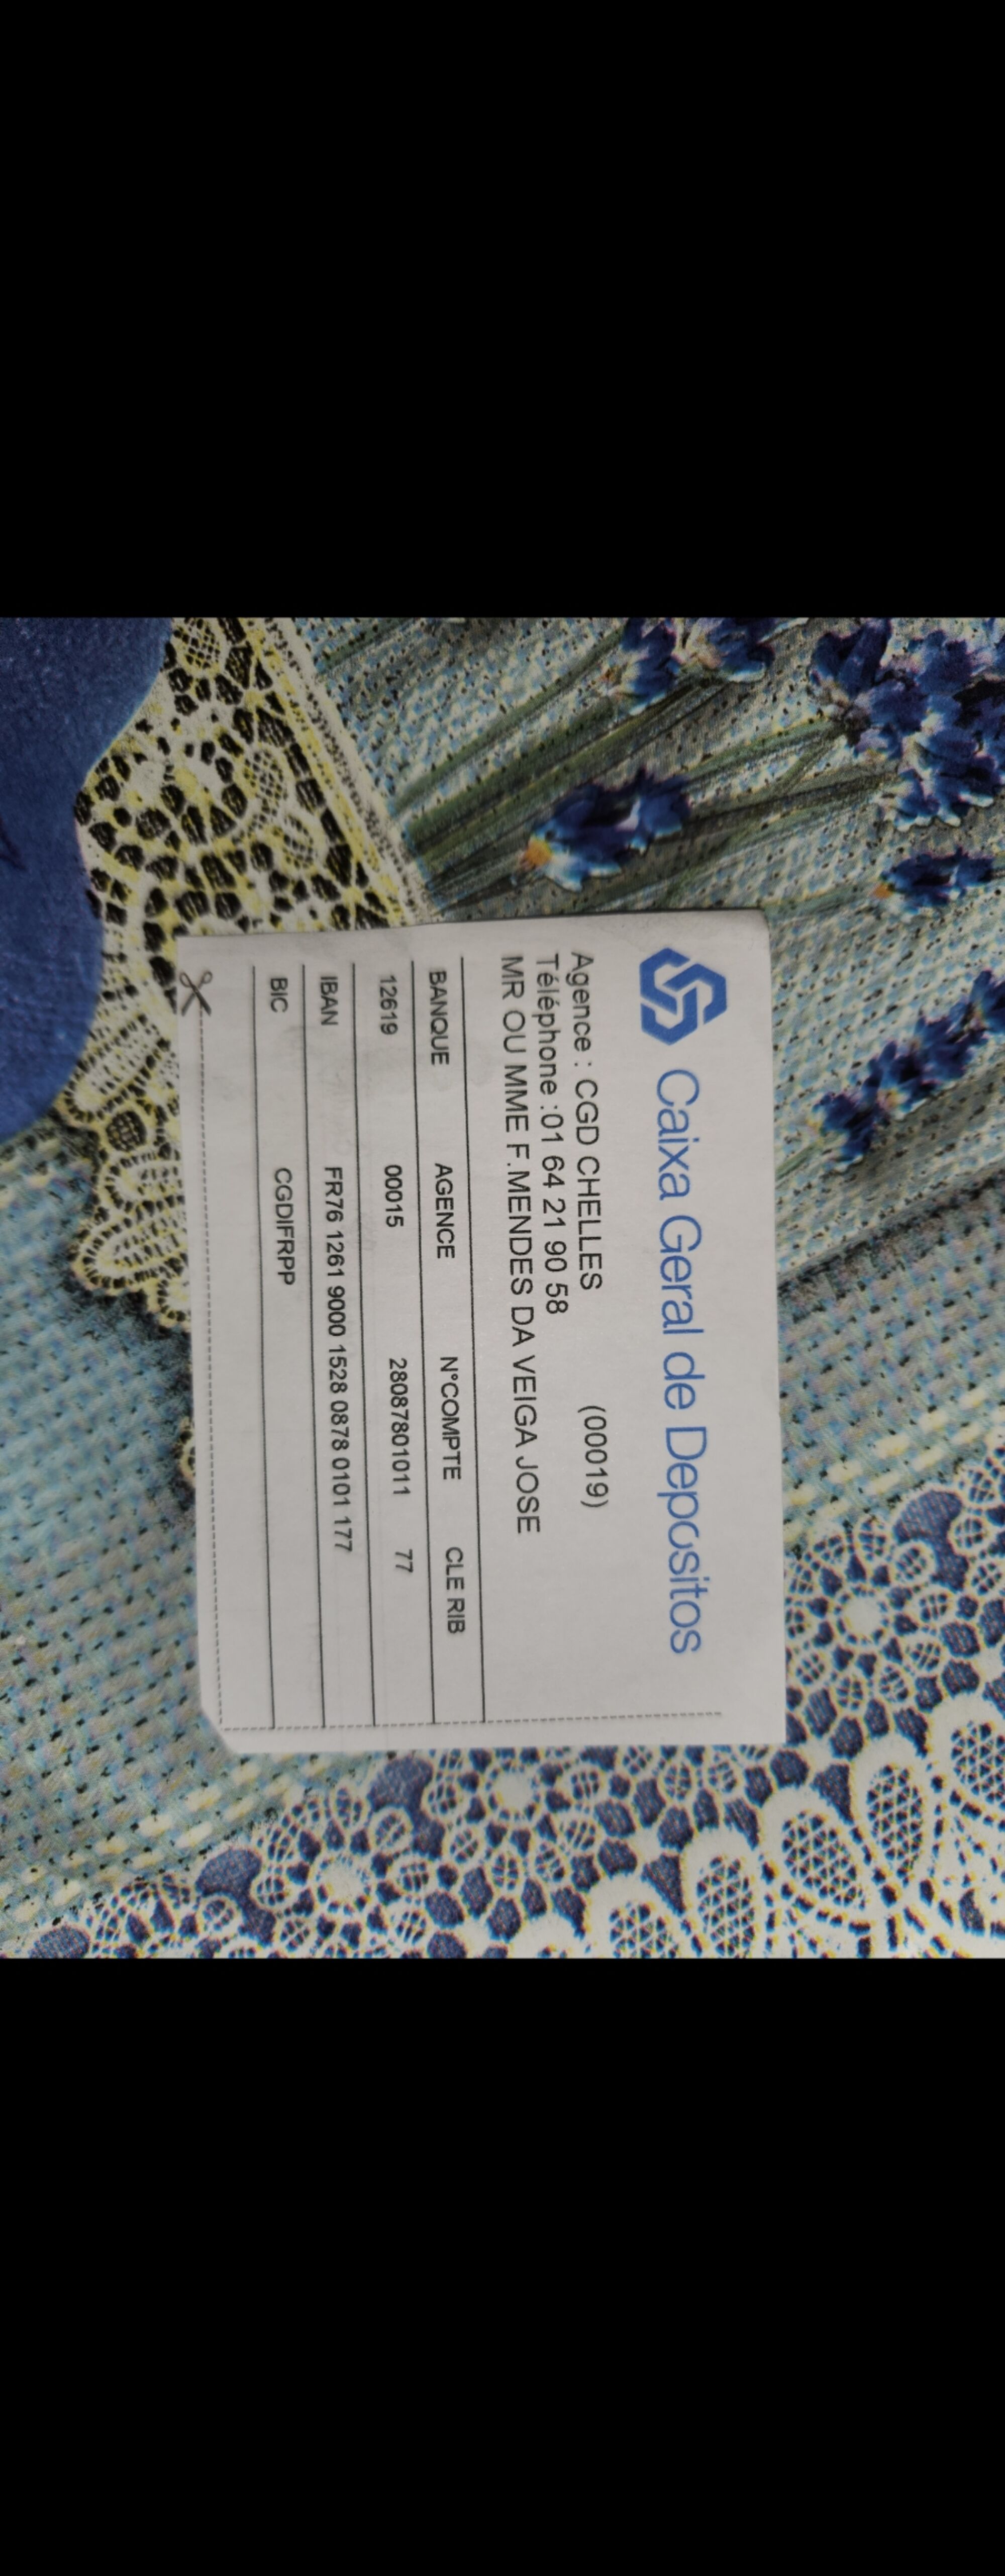 Caixa Geral de Depositos
Agence : CGD CHELLES (00019)
Téléphone :01 64 21 90 58
MR OU MME F.MENDES DA VEIGA JOSE
BANQUE AGENCE N°COMPTE CLE RIB
12619 00015 28087801011 77
IBAN FR76 1261 9000 1528 0878 0101 177
BIC CGDIFRPP